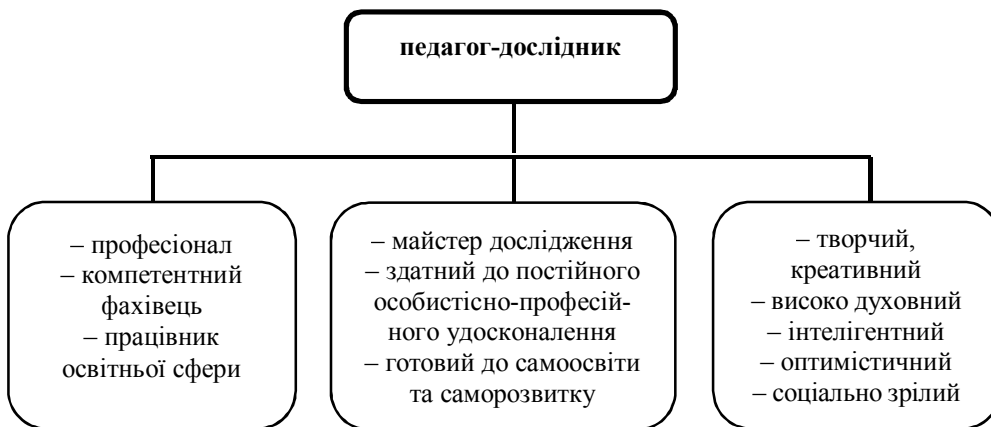 педагог-дослідник
– професіонал
– компетентний
фахівець
– працівник
освітньої сфери
– майстер дослідження
– здатний до постійного
особистісно-професій-
ного удосконалення
– готовий до самоосвіти
та саморозвитку
– творчий,
креативний
– високо духовний
– інтелігентний
– оптимістичний
– соціально зрілий